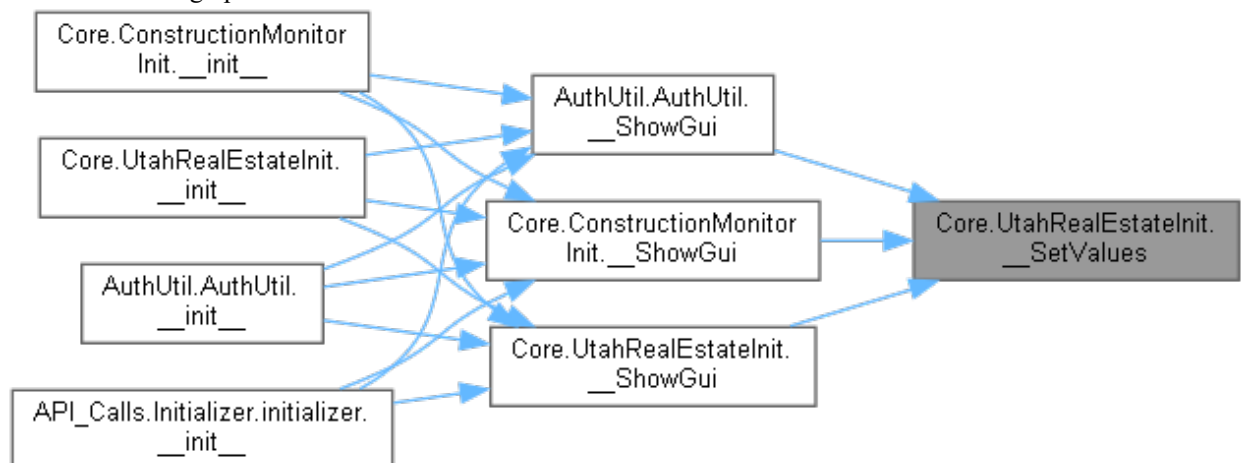 Core.ConstructionMonitor
Init.__init__
AuthUtil.AuthUtil.
__ShowGui
Core.UtahRealEstateInit.
__init__
Core.ConstructionMonitor
Init.__ShowGui
Core.UtahRealEstateInit.
__SetValues
AuthUtil.AuthUtil.
__init__
Core.UtahRealEstateInit.
__ShowGui
API_Calls.Initializer.initializer.
__init__